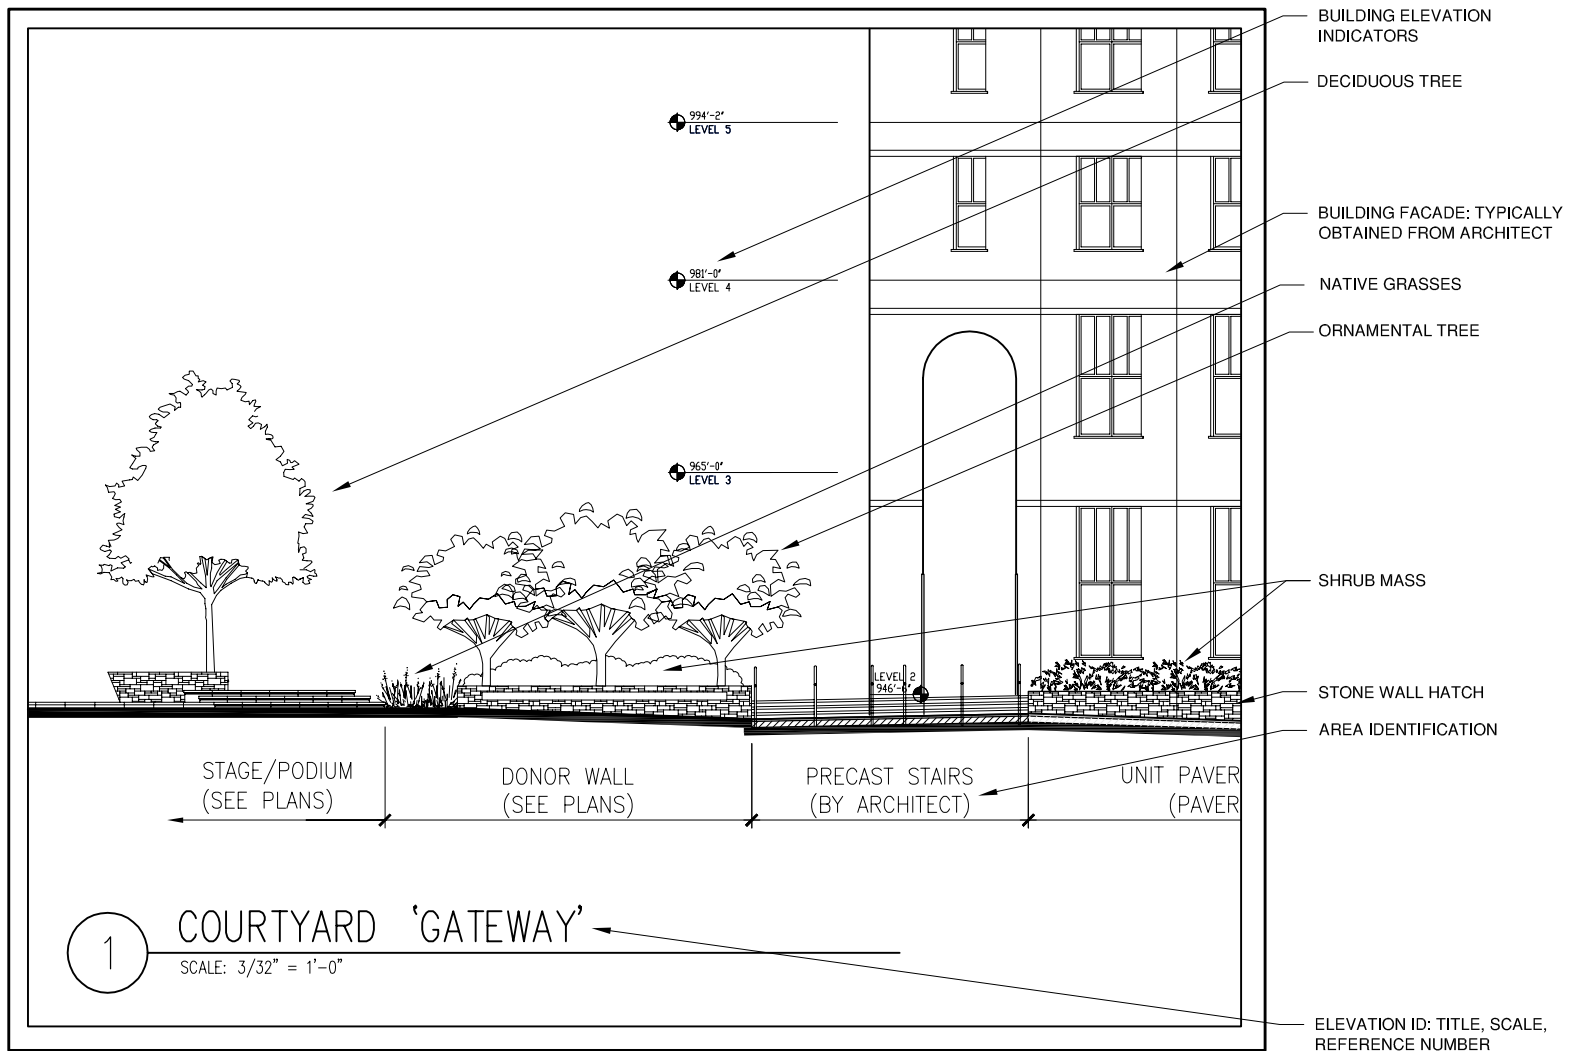 BUILDING ELEVATION
INDICATORS
DECIDUOUS TREE
994'-2"
LEVEL 5
BUILDING FACADE: TYPICALLY
OBTAINED FROM ARCHITECT
981'-0"
LEVEL 4
NATIVE GRASSES
ORNAMENTAL TREE
965'-0"
LEVEL 3
SHRUB MASS
LEVEL 2
946'-6"
STONE WALL HATCH
AREA IDENTIFICATION
STAGE/PODIUM
(SEE PLANS)
DONOR WALL
(SEE PLANS)
PRECAST STAIRS
(BY ARCHITECT)
UNIT PAVER
(PAVER
1
COURTYARD 'GATEWAY'
SCALE: 3/32" = 1'-0"
ELEVATION ID: TITLE, SCALE,
REFERENCE NUMBER